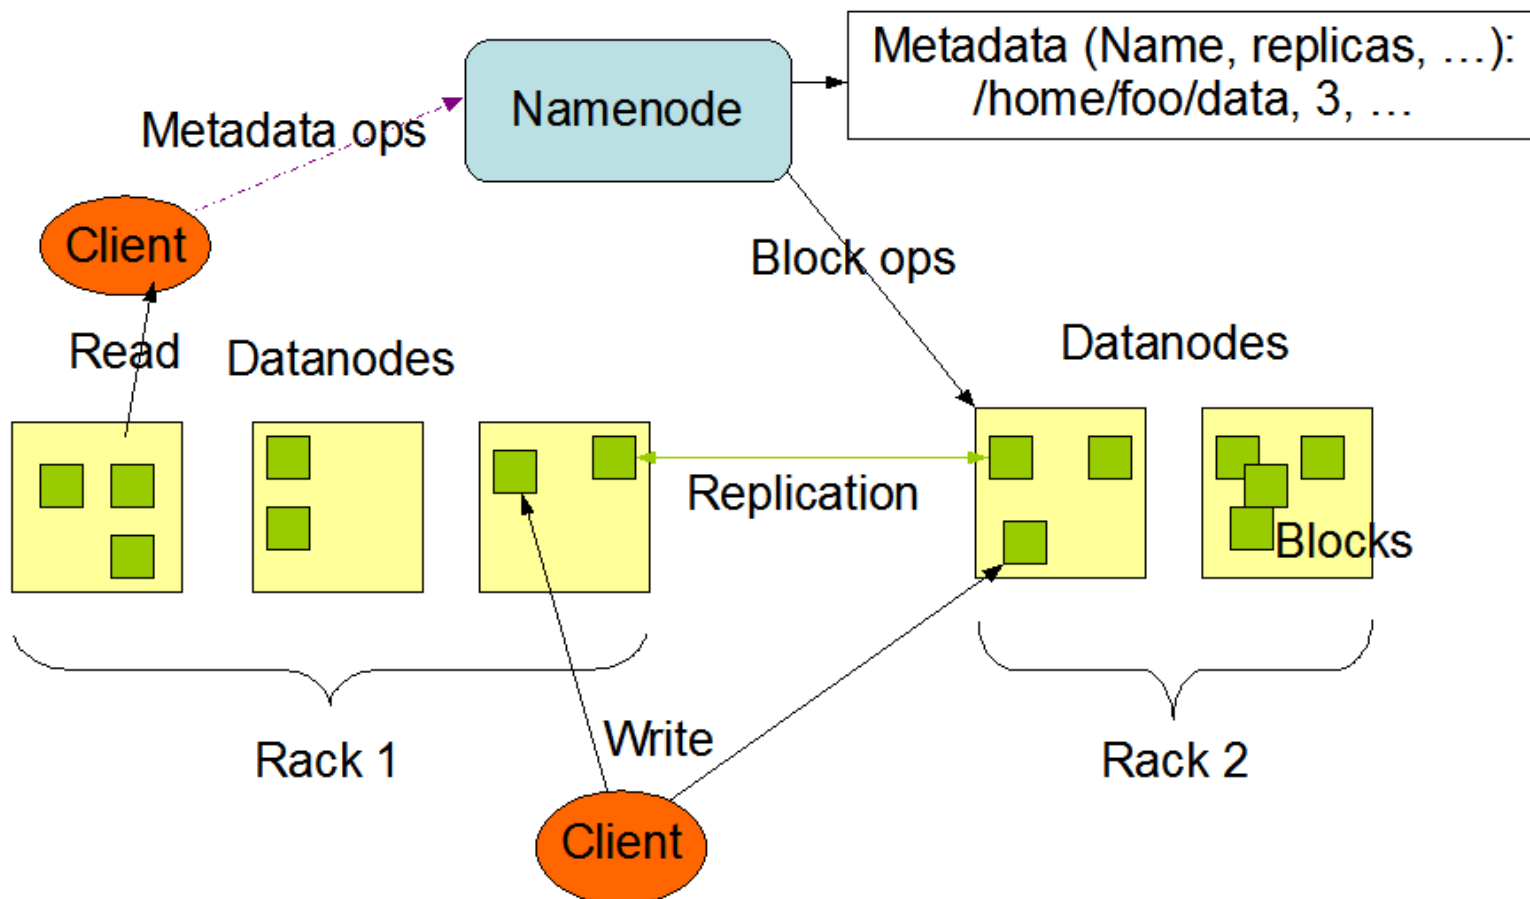 Metadata (Name, replicas, …):
/home/foo/data, 3, …
Namenode
Metadata ops
Client
Block ops
Read
Datanodes
Datanodes
Replication
Blocks
Rack 1
Write
Rack 2
Client